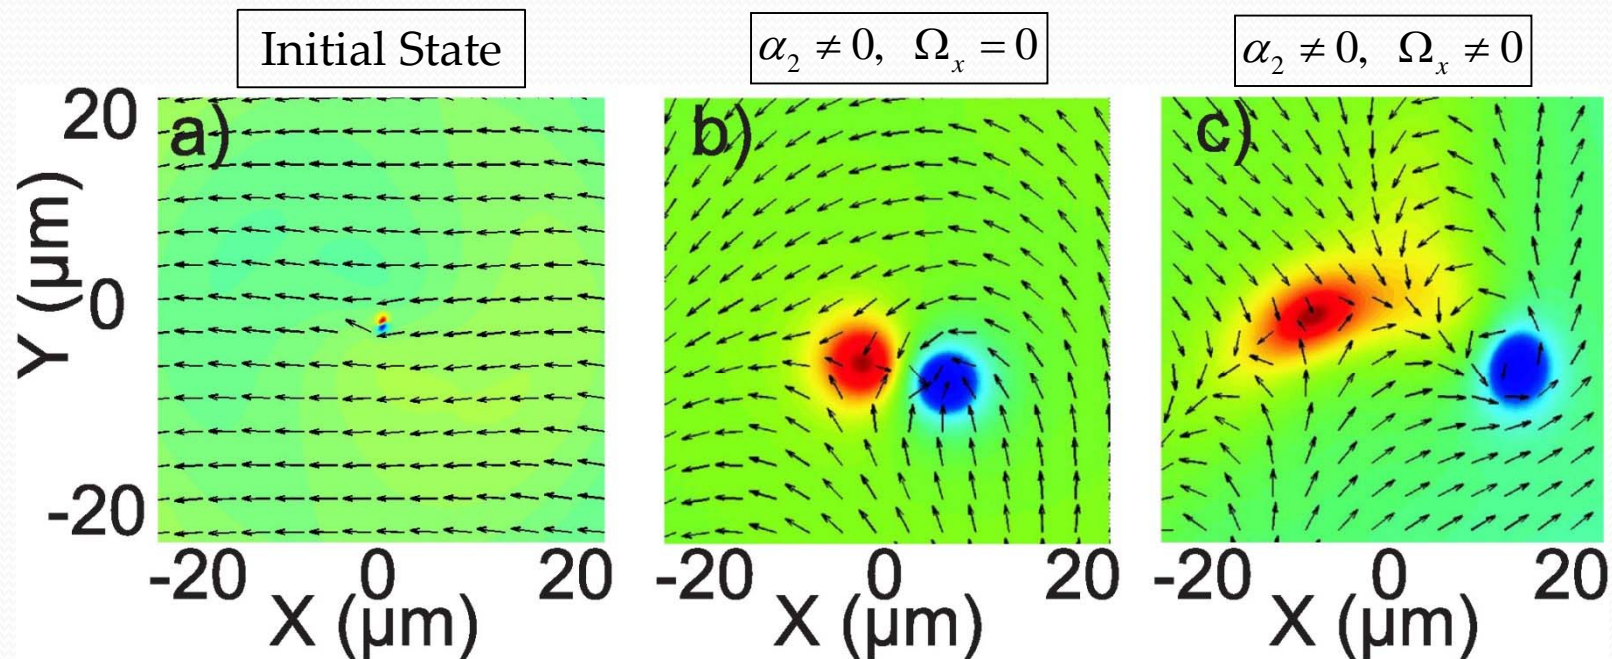 Initial State
α₂ ≠ 0, Ωₓ = 0
α₂ ≠ 0, Ωₓ ≠ 0
a)
b)
c)
20
0
-20
Y (µm)
-20 0 20
-20 0 20
-20 0 20
X (µm)
X (µm)
X (µm)